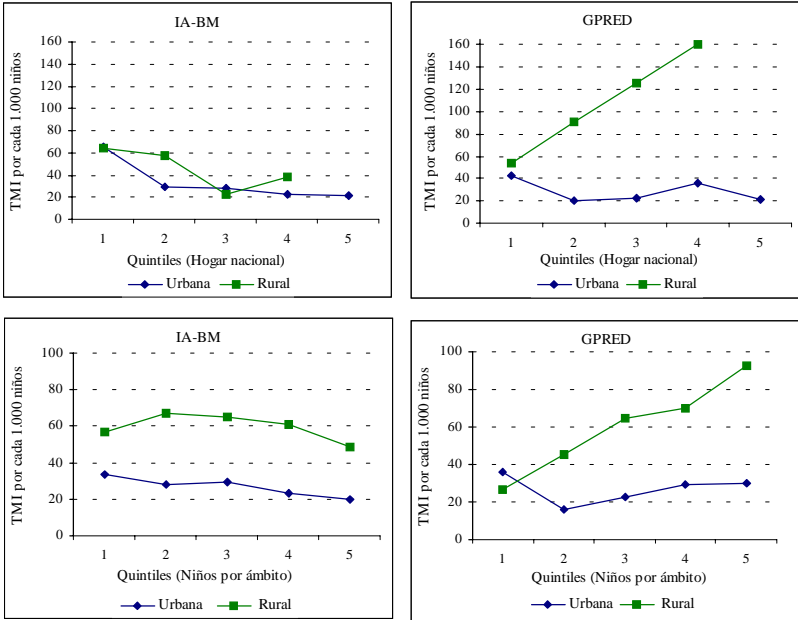 IA-BM
TMI por cada 1.000 niños
160
140
120
100
80
60
40
20
0
1 2 3 4 5
Quintiles (Hogar nacional)
Urbana Rural
GPRED
TMI por cada 1.000 niños
160
140
120
100
80
60
40
20
0
1 2 3 4 5
Quintiles (Hogar nacional)
Urbana Rural
IA-BM
TMI por cada 1.000 niños
100
80
60
40
20
0
1 2 3 4 5
Quintiles (Niños por ámbito)
Urbana Rural
GPRED
TMI por cada 1.000 niños
100
80
60
40
20
0
1 2 3 4 5
Quintiles (Niños por ámbito)
Urbana Rural